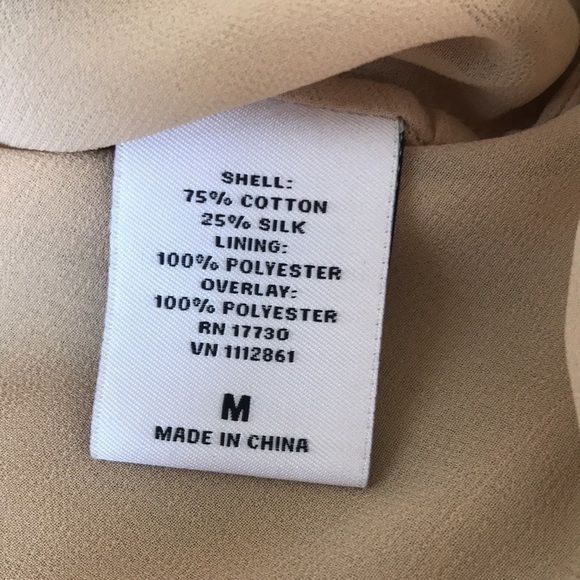 SHELL:
75% COTTON
25% SILK
LINING:
100% POLYESTER
OVERLAY:
100% POLYESTER
RN 17730
VN 1112861
M
MADE IN CHINA